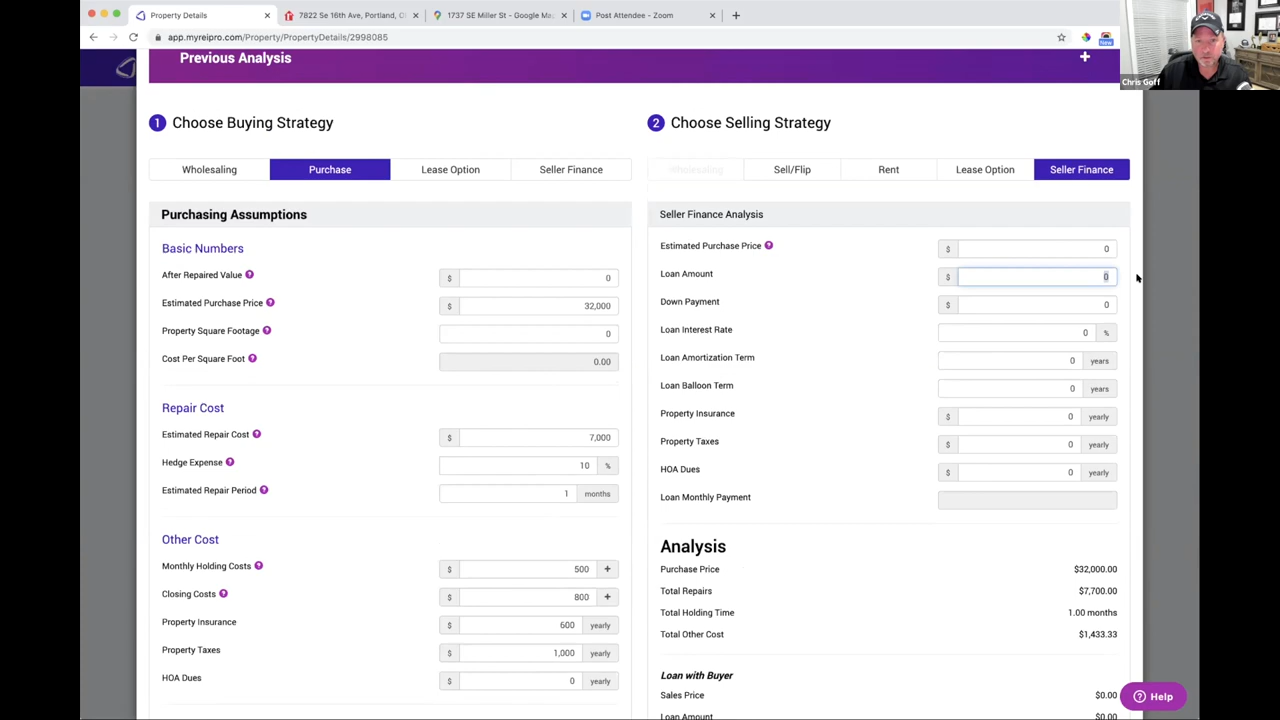 Property Details
7822 Se 16th Ave, Portland, O
1737 SE Miller St - Google Ma
Post Attendee - Zoom
app.myreipro.com/Property/PropertyDetails/2998085
New
Chris Goff
Previous Analysis
1 Choose Buying Strategy
Wholesaling Purchase Lease Option Seller Finance
Purchasing Assumptions
Basic Numbers
After Repaired Value ? $ 0
Estimated Purchase Price ? $ 32,000
Property Square Footage ? 0
Cost Per Square Foot ? 0.00
Repair Cost
Estimated Repair Cost ? $ 7,000
Hedge Expense ? 10 %
Estimated Repair Period ? 1 months
Other Cost
Monthly Holding Costs ? $ 500 +
Closing Costs ? $ 800 +
Property Insurance $ 600 yearly
Property Taxes $ 1,000 yearly
HOA Dues $ 0 yearly
2 Choose Selling Strategy
Wholesaling Sell/Flip Rent Lease Option Seller Finance
Seller Finance Analysis
Estimated Purchase Price ? $ 0
Loan Amount $ 0
Down Payment $ 0
Loan Interest Rate 0 %
Loan Amortization Term 0 years
Loan Balloon Term 0 years
Property Insurance $ 0 yearly
Property Taxes $ 0 yearly
HOA Dues $ 0 yearly
Loan Monthly Payment
Analysis
Purchase Price $32,000.00
Total Repairs $7,700.00
Total Holding Time 1.00 months
Total Other Cost $1,433.33
Loan with Buyer
Sales Price $0.00
Loan Amount $0.00
? Help